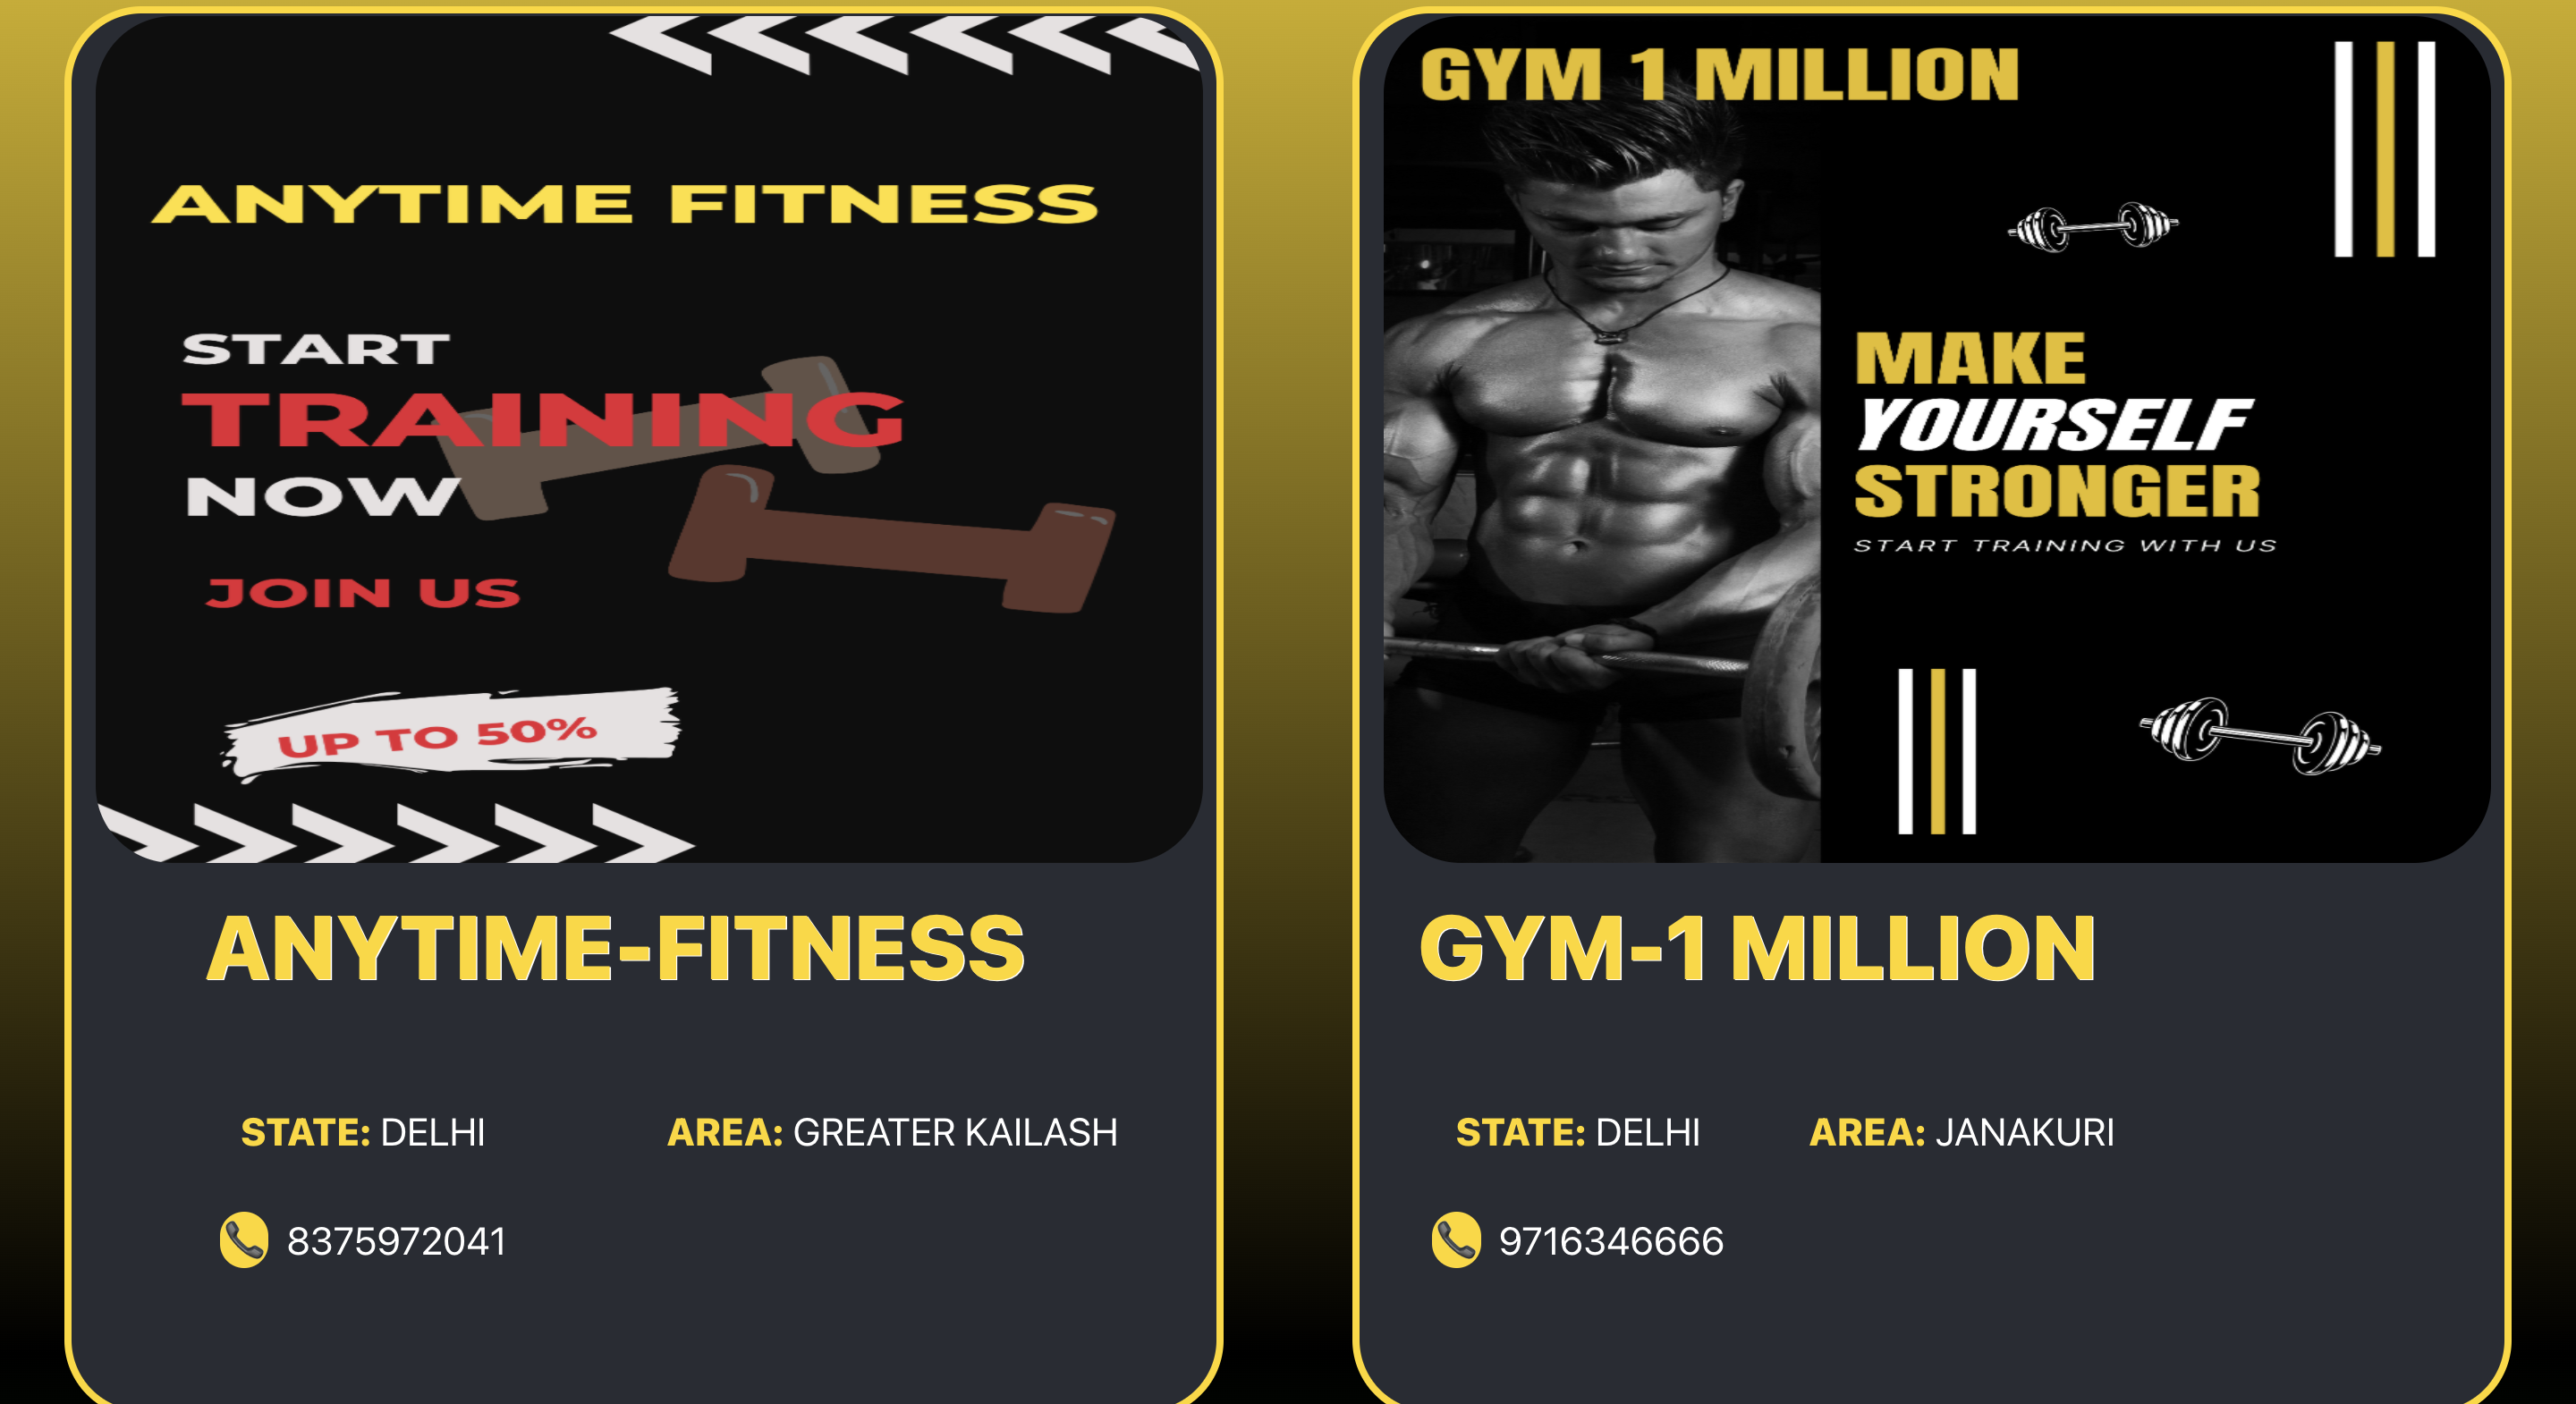 ANYTIME FITNESS
START
TRAINING
NOW
JOIN US
UP TO 50%
ANYTIME-FITNESS
STATE: DELHI AREA: GREATER KAILASH
8375972041
GYM 1 MILLION
MAKE
YOURSELF
STRONGER
START TRAINING WITH US
GYM-1 MILLION
STATE: DELHI AREA: JANAKURI
9716346666